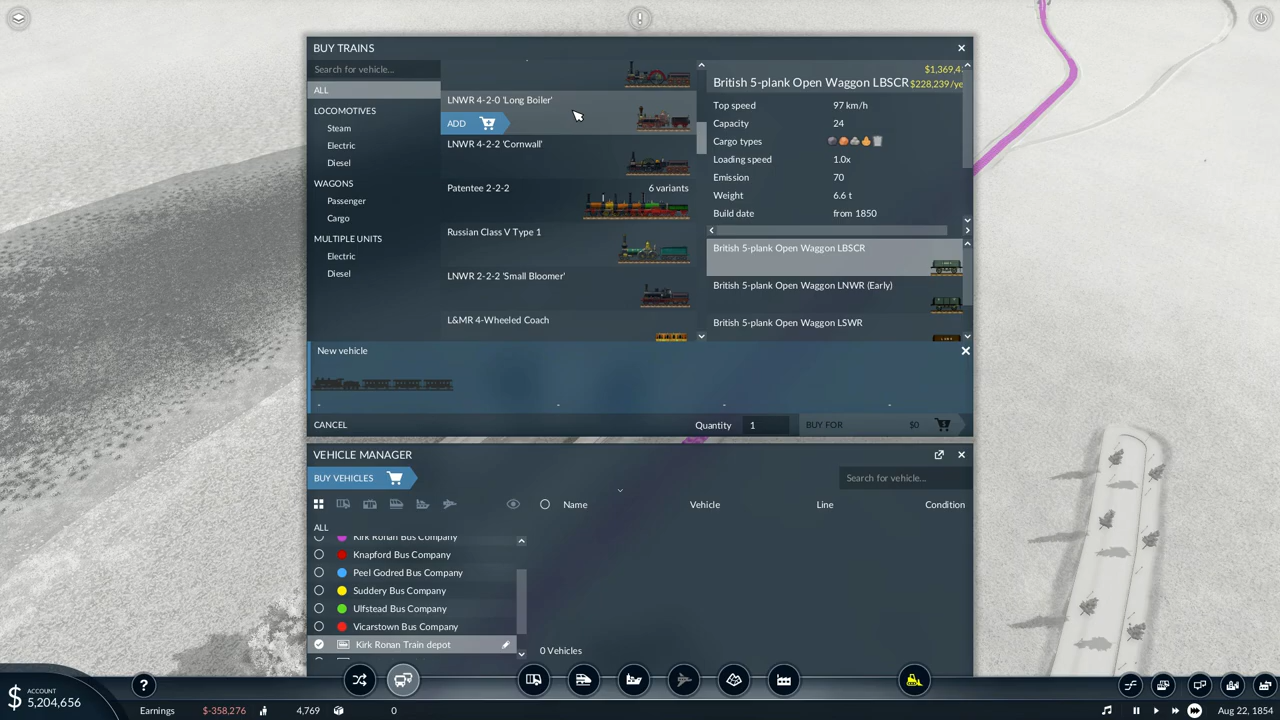 BUY TRAINS
Search for vehicle...
ALL
LOCOMOTIVES
Steam
Electric
Diesel
WAGONS
Passenger
Cargo
MULTIPLE UNITS
Electric
Diesel
LNWR 4-2-0 'Long Boiler'
ADD
LNWR 4-2-2 'Cornwall'
Patentee 2-2-2 6 variants
Russian Class V Type 1
LNWR 2-2-2 'Small Bloomer'
L&MR 4-Wheeled Coach
$1,369,4
British 5-plank Open Waggon LBSCR $228,239/ye
Top speed 97 km/h
Capacity 24
Cargo types
Loading speed 1.0x
Emission 70
Weight 6.6 t
Build date from 1850
British 5-plank Open Waggon LBSCR
British 5-plank Open Waggon LNWR (Early)
British 5-plank Open Waggon LSWR
New vehicle
- - - -
CANCEL Quantity 1 BUY FOR $0
VEHICLE MANAGER
BUY VEHICLES Search for vehicle...
Name Vehicle Line Condition
ALL
Kirk Ronan Bus Company
Knapford Bus Company
Peel Godred Bus Company
Suddery Bus Company
Ulfstead Bus Company
Vicarstown Bus Company
Kirk Ronan Train depot
0 Vehicles
$ ACCOUNT
5,204,656
?
Earnings $-358,276 4,769 0 Aug 22, 1854